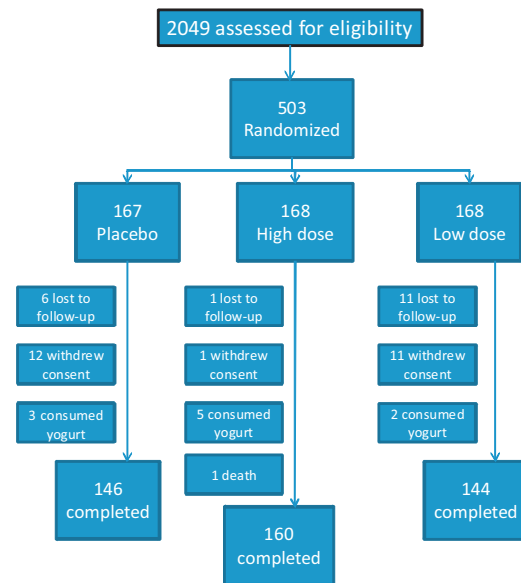 2049 assessed for eligibility
503
Randomized
167
Placebo
168
High dose
168
Low dose
6 lost to
follow-up
1 lost to
follow-up
11 lost to
follow-up
12 withdrew
consent
1 withdrew
consent
11 withdrew
consent
3 consumed
yogurt
5 consumed
yogurt
2 consumed
yogurt
1 death
146
completed
160
completed
144
completed